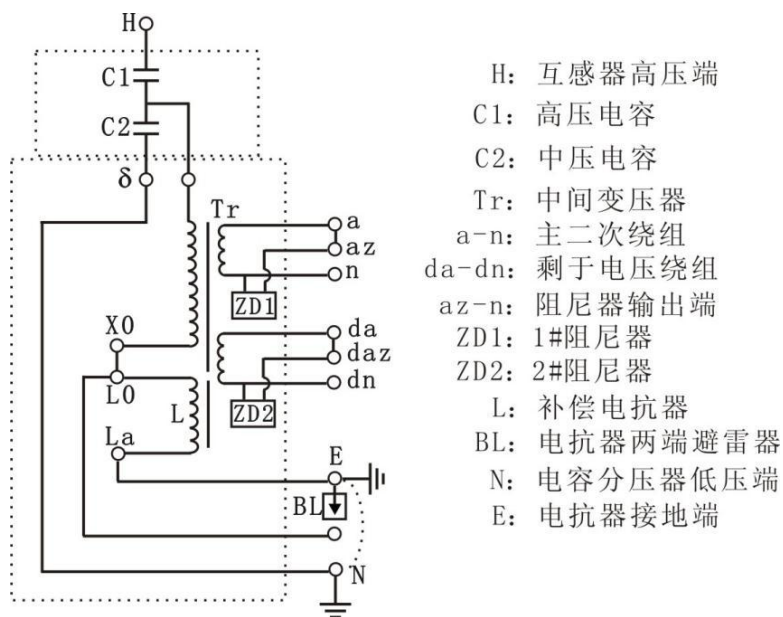 H
C1
C2
δ
Tr
a
az
n
ZD1
X0
da
daz
L0
dn
L
ZD2
La
E
BL
N
H：互感器高压端
C1：高压电容
C2：中压电容
Tr：中间变压器
a-n：主二次绕组
da-dn：剩于电压绕组
az-n：阻尼器输出端
ZD1：1#阻尼器
ZD2：2#阻尼器
L：补偿电抗器
BL：电抗器两端避雷器
N：电容分压器低压端
E：电抗器接地端